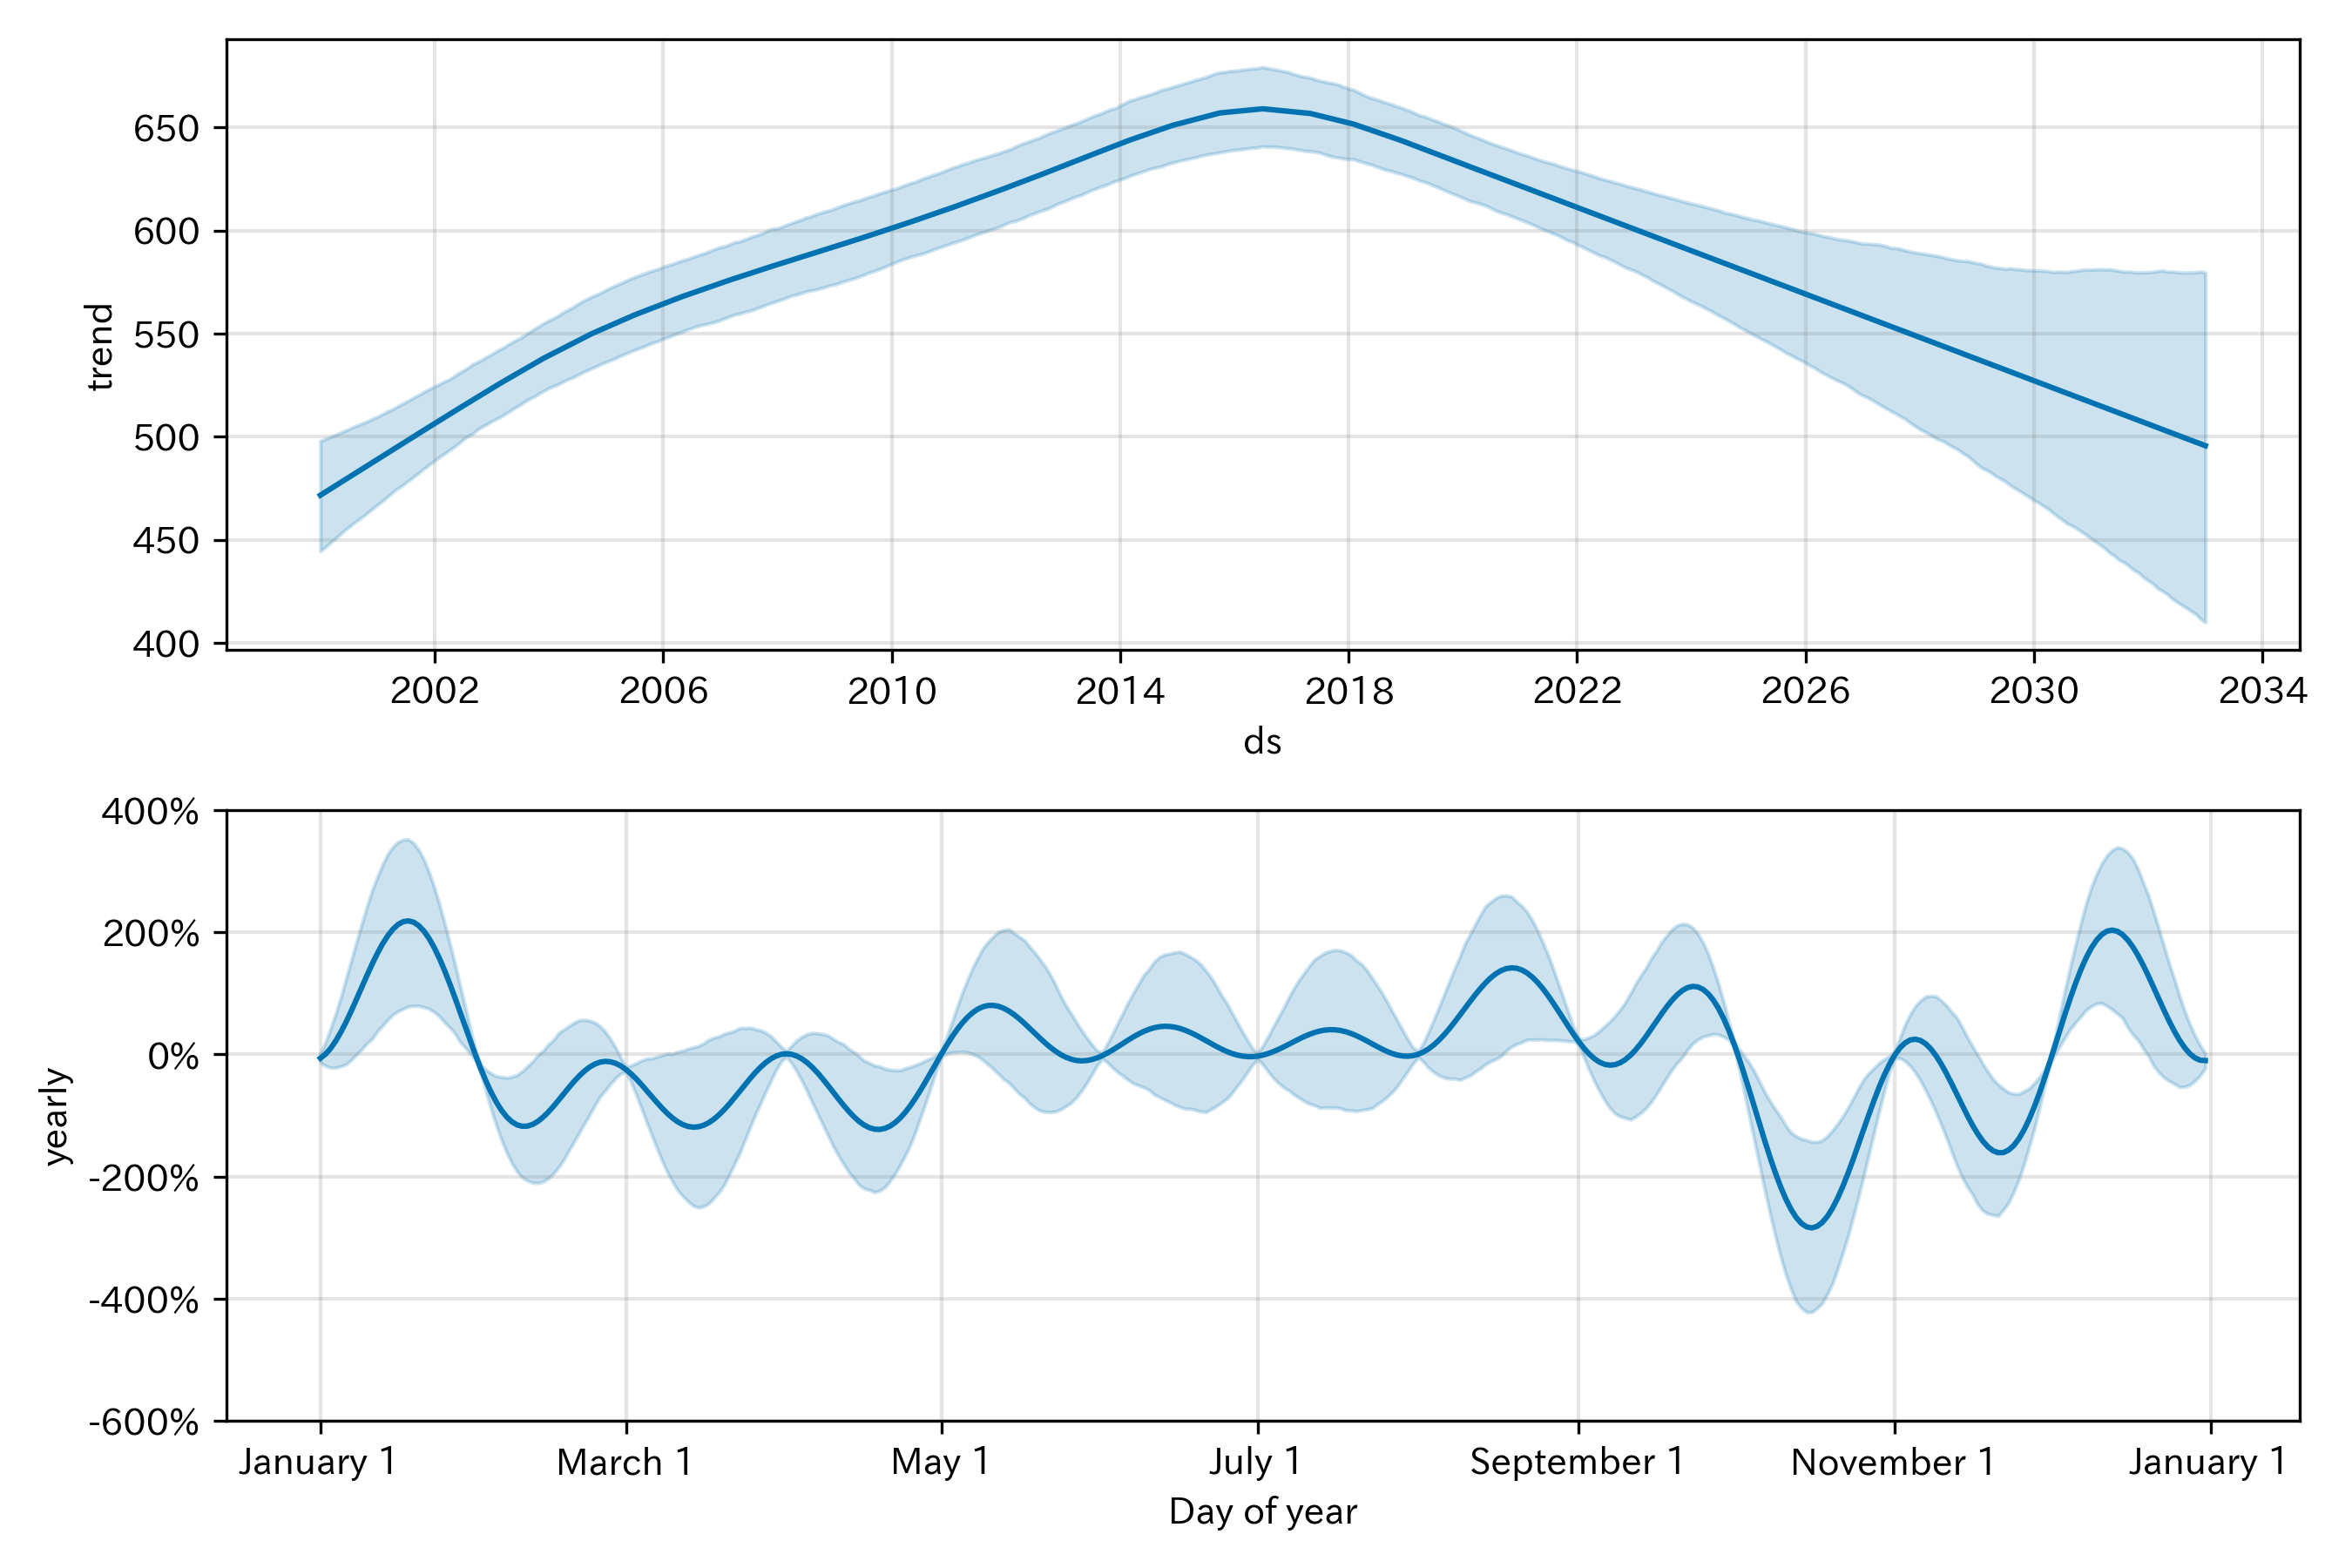 650
600
550
500
450
400
trend
2002 2006 2010 2014 2018 2022 2026 2030 2034
ds
400%
200%
0%
-200%
-400%
-600%
yearly
January 1 March 1 May 1 July 1 September 1 November 1 January 1
Day of year